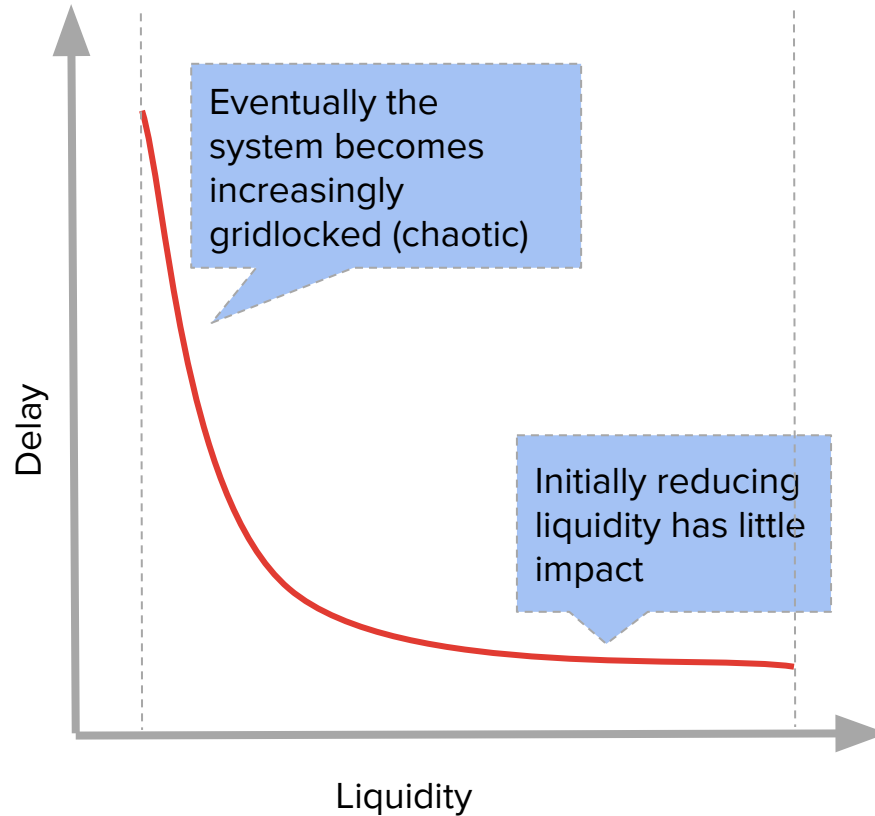 Eventually the
system becomes
increasingly
gridlocked (chaotic)
Delay
Initially reducing
liquidity has little
impact
Liquidity